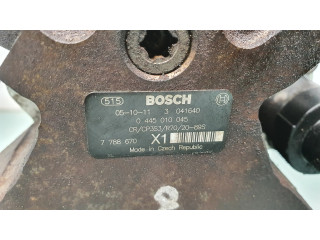 515 BOSCH
05-10-11 3 041640
0 445 010 045
CR/CP3S3/R70/20-89S
7 788 670 X1
Made in Czech Republic